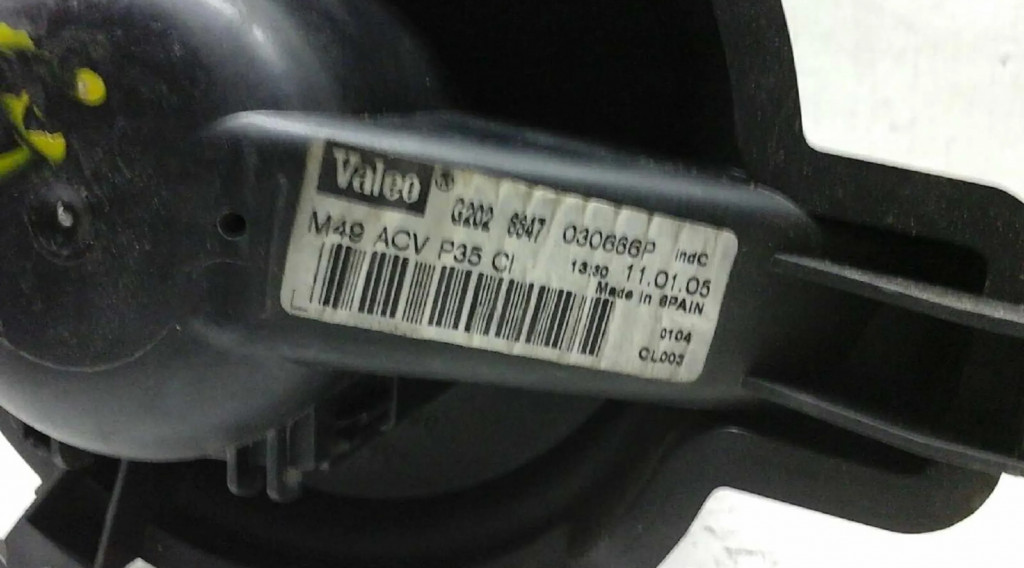 Valeo®
G202 6647 030666P indC
M49 ACV P35 CI
13:30 11.01.05
Made in SPAIN
0104
CL003